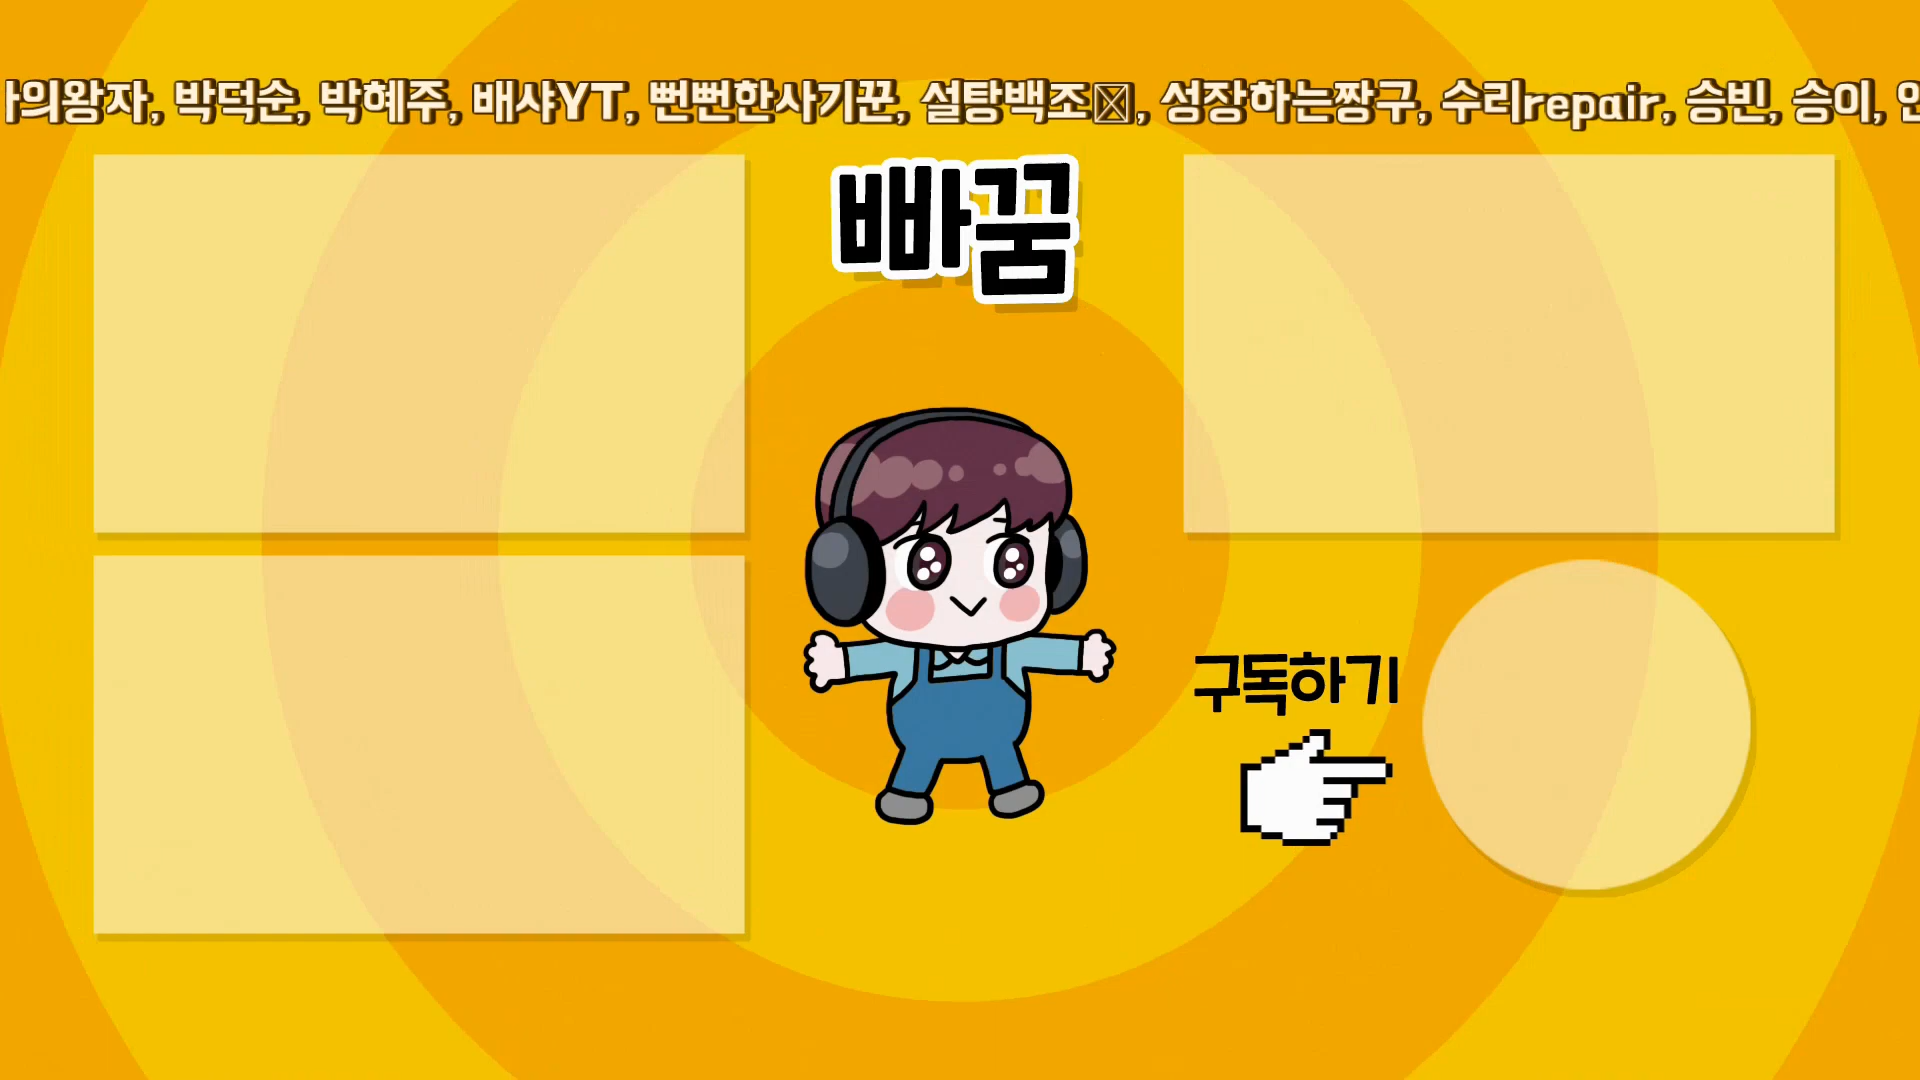 의왕자, 박덕순, 박혜주, 배샤YT, 뻔뻔한사기꾼, 설탕백조, 성장하는짱구, 수리repair, 승빈, 승이,
빠꿈
구독하기